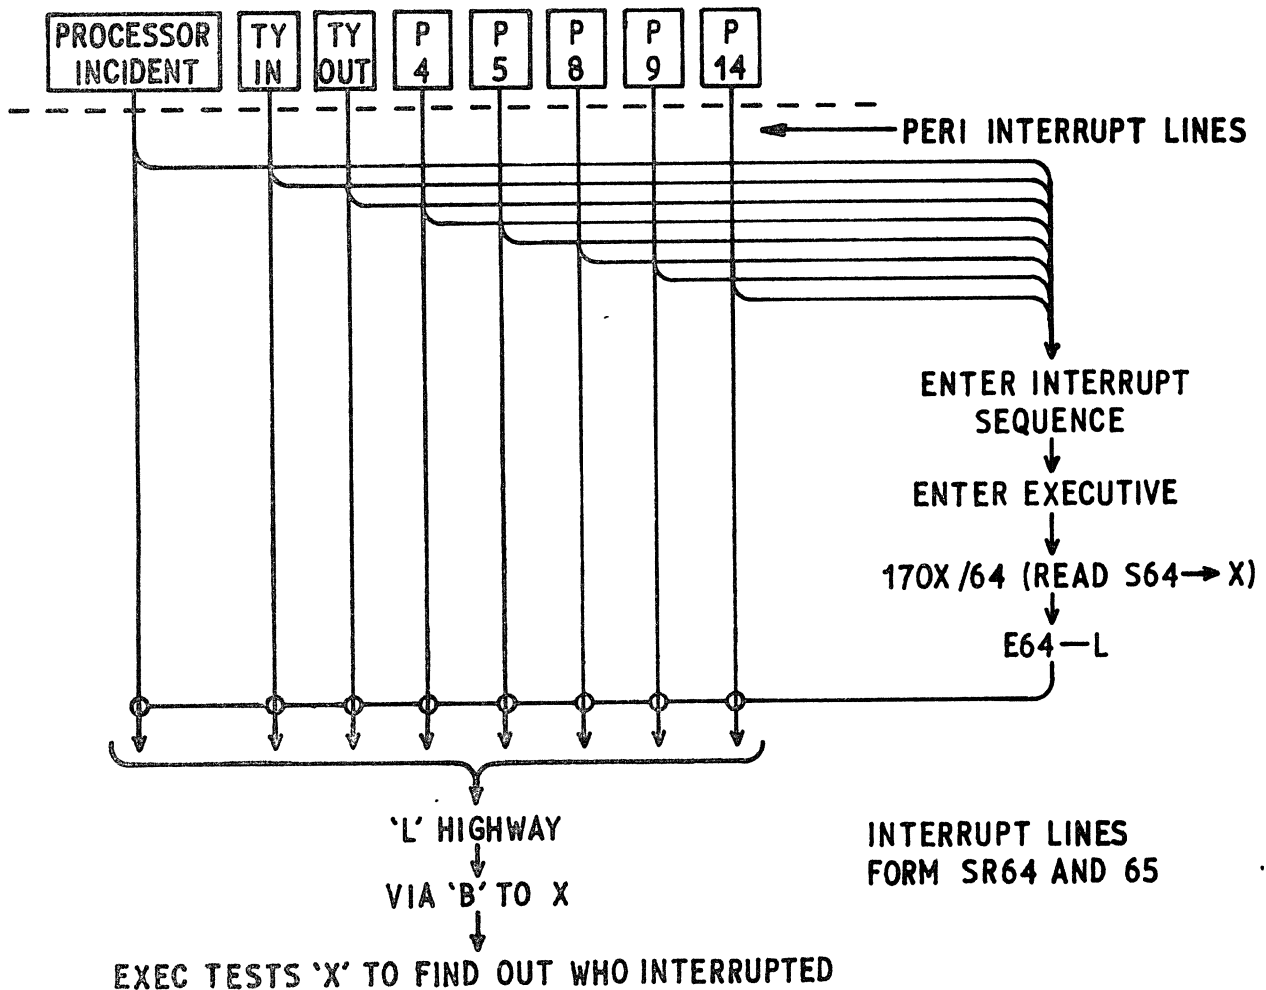 PROCESSOR
INCIDENT
TY
IN
TY
OUT
P
4
P
5
P
8
P
9
P
14
PERI INTERRUPT LINES
ENTER INTERRUPT
SEQUENCE
ENTER EXECUTIVE
170X/64 (READ S64→X)
E64—L
'L' HIGHWAY
VIA 'B' TO X
EXEC TESTS 'X' TO FIND OUT WHO INTERRUPTED
INTERRUPT LINES
FORM SR64 AND 65